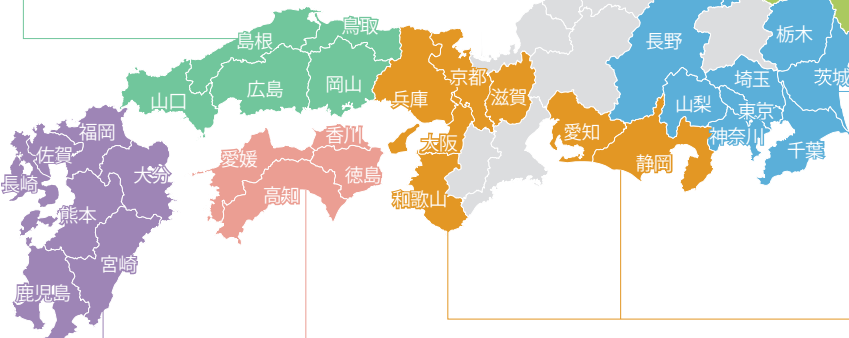 鳥取
島根
栃木
長野
京都
埼玉
茨城
岡山
広島
兵庫
滋賀
山口
山梨
東京
福岡
愛知
香川
神奈川
大阪
千葉
佐賀
愛媛
静岡
大分
徳島
長崎
高知
和歌山
熊本
宮崎
鹿児島